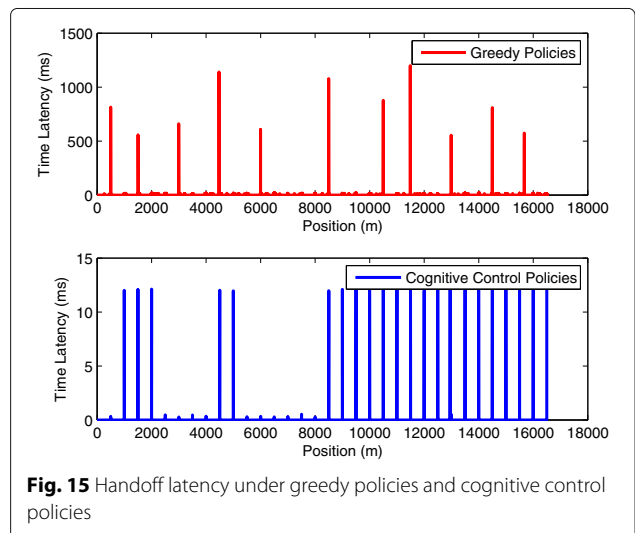 1500
1000
500
0
Time Latency (ms)
Greedy Policies
0 2000 4000 6000 8000 10000 12000 14000 16000 18000
Position (m)
15
10
5
0
Time Latency (ms)
Cognitive Control Policies
0 2000 4000 6000 8000 10000 12000 14000 16000 18000
Position (m)
Fig. 15 Handoff latency under greedy policies and cognitive control
policies